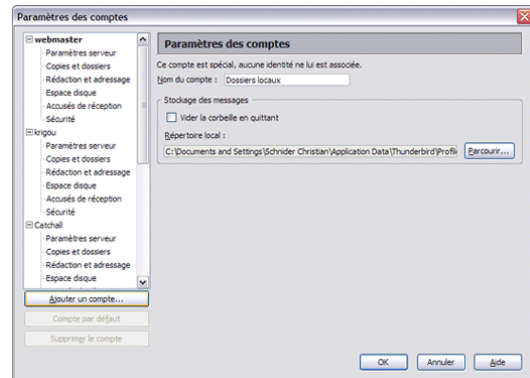 Paramètres des comptes
webmaster
Paramètres serveur
Copies et dossiers
Rédaction et adressage
Espace disque
Accusés de réception
Sécurité
krigou
Paramètres serveur
Copies et dossiers
Rédaction et adressage
Espace disque
Accusés de réception
Sécurité
Catchall
Paramètres serveur
Copies et dossiers
Rédaction et adressage
Espace disque
Ajouter un compte...
Compte par défaut
Supprimer le compte
Paramètres des comptes
Ce compte est spécial, aucune identité ne lui est associée.
Nom du compte : Dossiers locaux
Stockage des messages
Vider la corbeille en quittant
Répertoire local :
C:\Documents and Settings\Schnider Christian\Application Data\Thunderbird\Profile Parcourir...
OK Annuler Aide